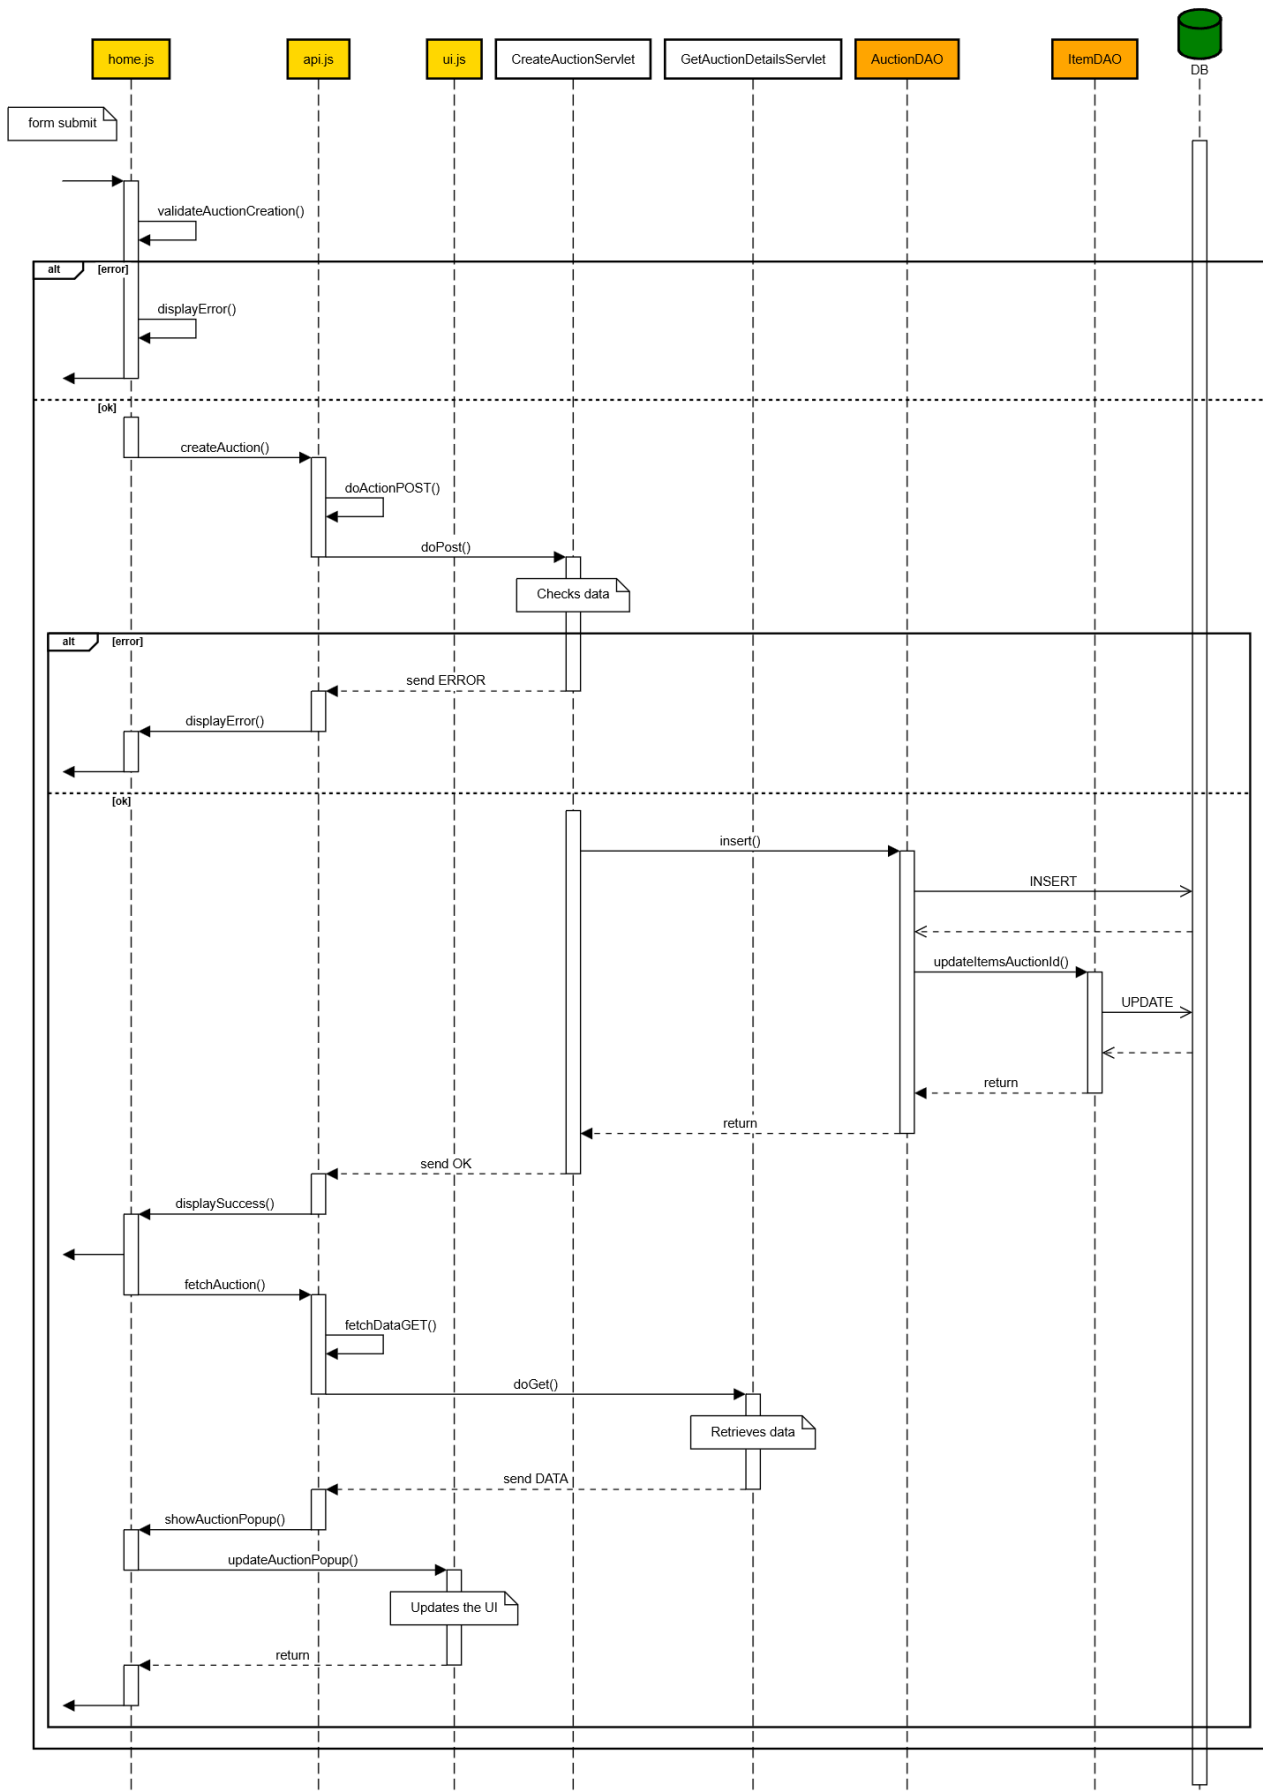 home.js
api.js
ui.js
CreateAuctionServlet
GetAuctionDetailsServlet
AuctionDAO
ItemDAO
DB
form submit
validateAuctionCreation()
alt
[error]
displayError()
[ok]
createAuction()
doActionPOST()
doPost()
Checks data
alt
[error]
send ERROR
displayError()
[ok]
insert()
INSERT
updateItemsAuctionId()
UPDATE
return
return
send OK
displaySuccess()
fetchAuction()
fetchDataGET()
doGet()
Retrieves data
send DATA
showAuctionPopup()
updateAuctionPopup()
Updates the UI
return